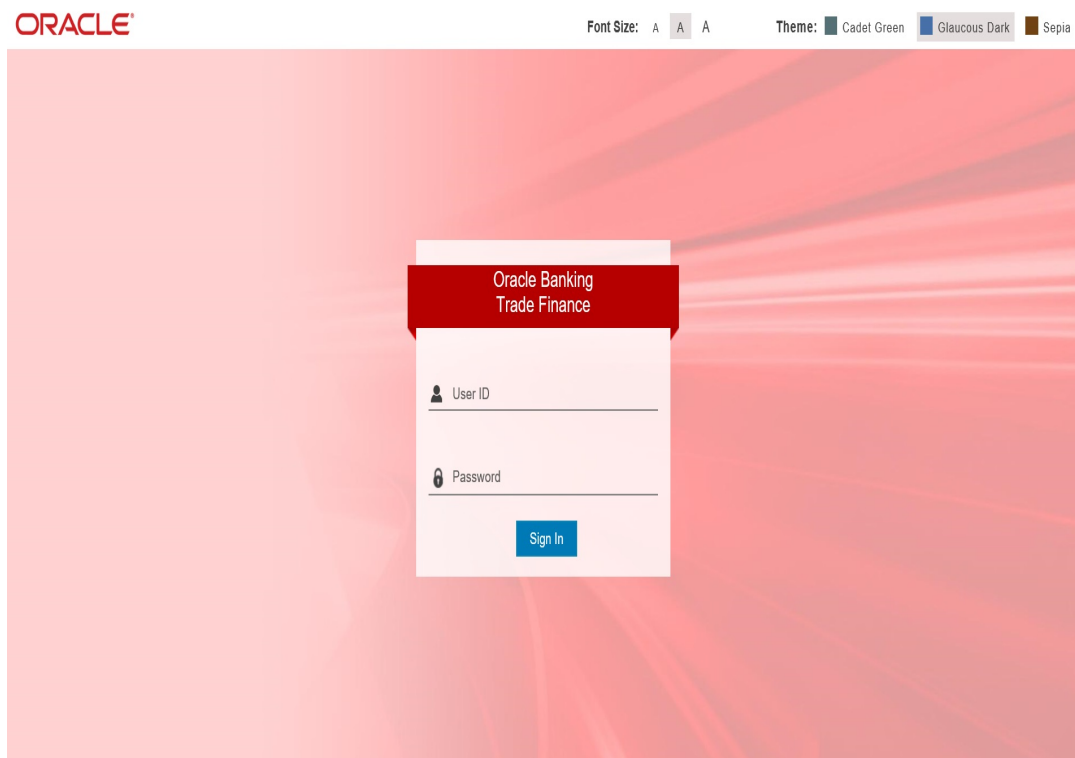 ORACLE®
Font Size: A A A Theme: Cadet Green Glaucous Dark Sepia
Oracle Banking
Trade Finance
User ID
Password
Sign In